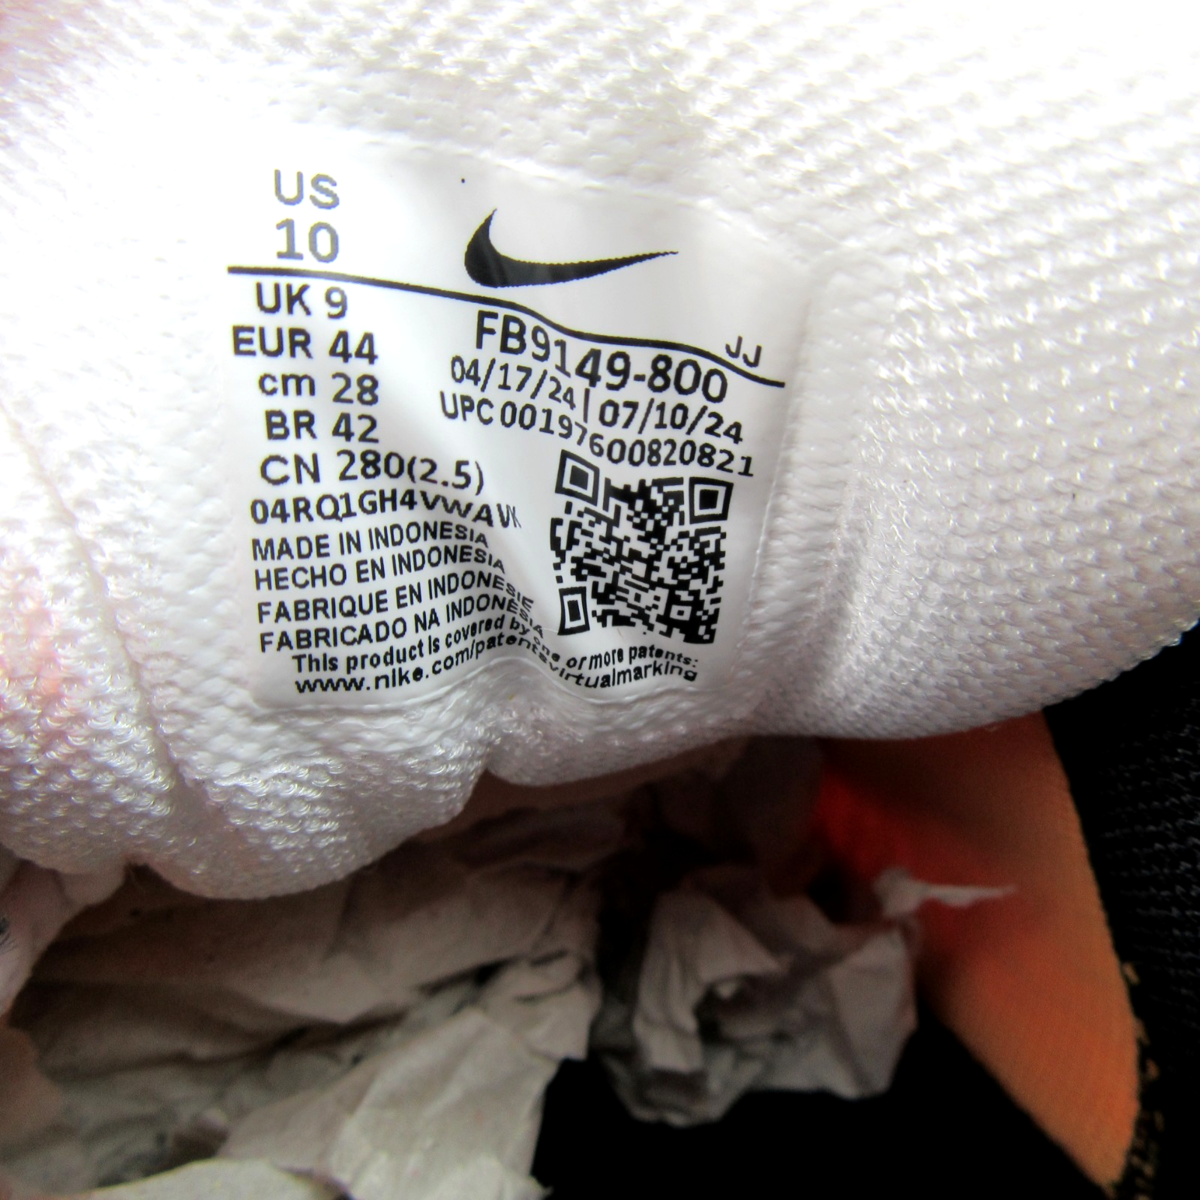 US
10
UK 9
EUR 44
cm 28
BR 42
CN 280(2.5)
04RQ1GH4VWAVK
MADE IN INDONESIA
HECHO EN INDONESIA
FABRIQUE EN INDONESIE
FABRICADO NA INDONESIA
This product is covered by one or more patents:
www.nike.com/patentsvirtualmarking
JJ
FB9149-800
04/17/24 | 07/10/24
UPC 00197600820821